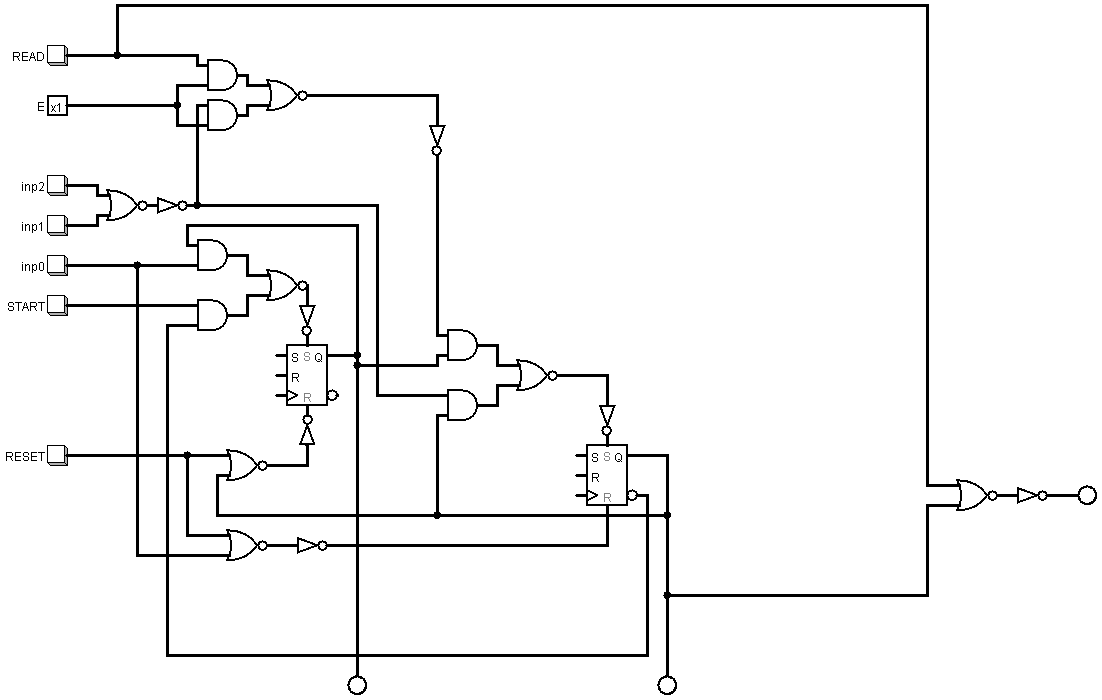 READ
E x1
inp2
inp1
inp0
START
S S Q
R
R
RESET
S S Q
R
R